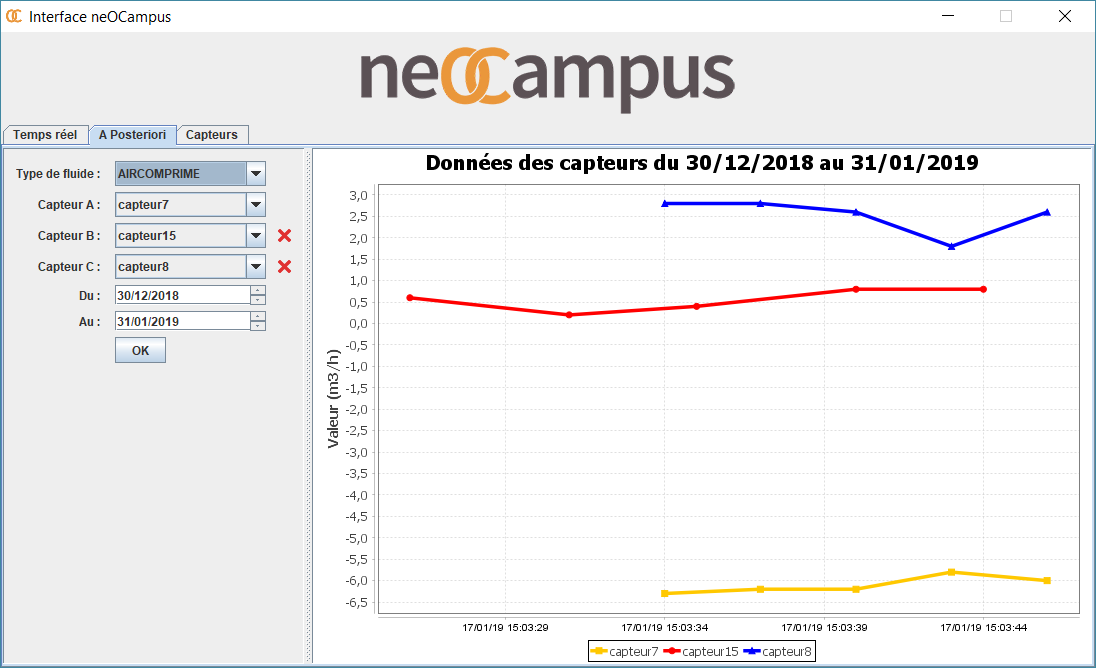 Interface neOCampus
neOCampus
Temps réel A Posteriori Capteurs
Type de fluide : AIRCOMPRIME
Capteur A : capteur7
Capteur B : capteur15
Capteur C : capteur8
Du : 30/12/2018
Au : 31/01/2019
OK
Données des capteurs du 30/12/2018 au 31/01/2019
Valeur (m3/h)
3,0
2,5
2,0
1,5
1,0
0,5
0,0
-0,5
-1,0
-1,5
-2,0
-2,5
-3,0
-3,5
-4,0
-4,5
-5,0
-5,5
-6,0
-6,5
17/01/19 15:03:29 17/01/19 15:03:34 17/01/19 15:03:39 17/01/19 15:03:44
capteur7 capteur15 capteur8